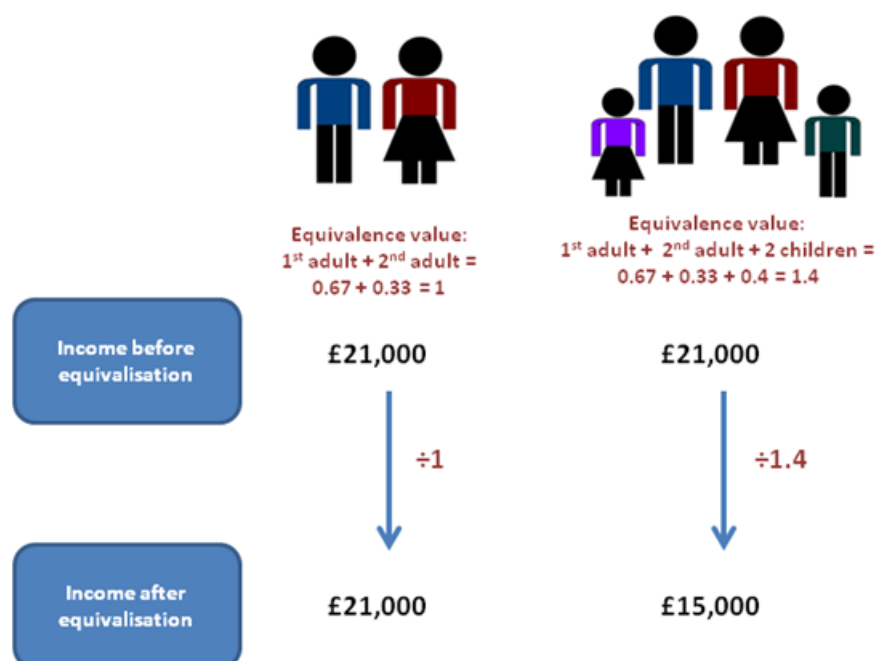 Equivalence value:
1st adult + 2nd adult =
0.67 + 0.33 = 1
Equivalence value:
1st adult + 2nd adult + 2 children =
0.67 + 0.33 + 0.4 = 1.4
Income before
equivalisation
£21,000
£21,000
÷1
÷1.4
Income after
equivalisation
£21,000
£15,000